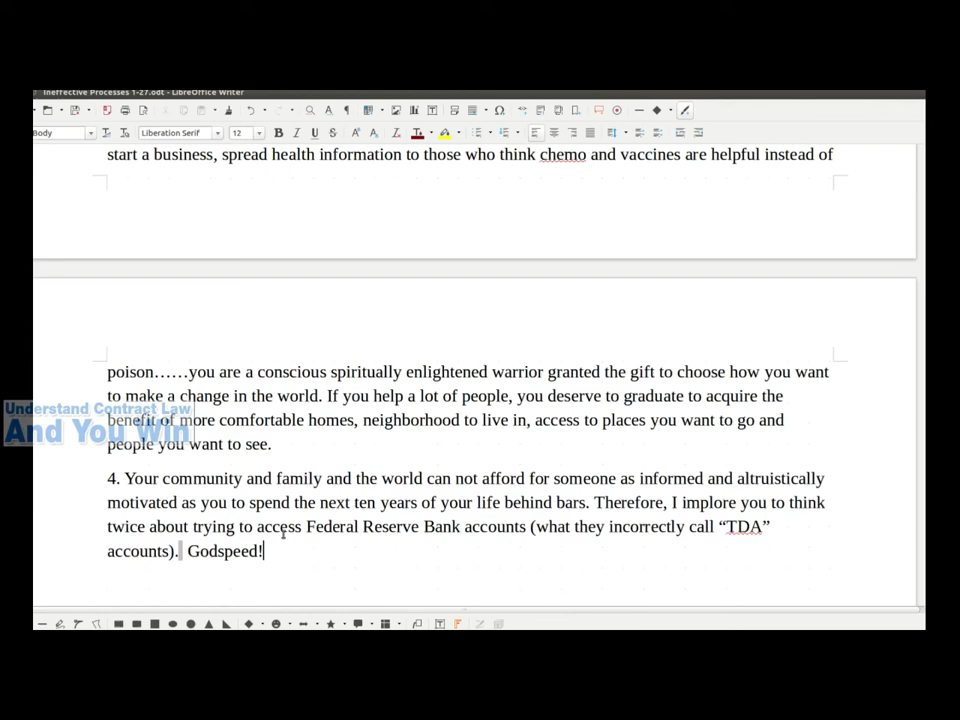 Ineffective Processes 1-27.odt - LibreOffice Writer
Body Liberation Serif 12
start a business, spread health information to those who think chemo and vaccines are helpful instead of
poison……you are a conscious spiritually enlightened warrior granted the gift to choose how you want
to make a change in the world. If you help a lot of people, you deserve to graduate to acquire the
benefit of more comfortable homes, neighborhood to live in, access to places you want to go and
people you want to see.
Understand Contract Law
And You Win
4. Your community and family and the world can not afford for someone as informed and altruistically
motivated as you to spend the next ten years of your life behind bars. Therefore, I implore you to think
twice about trying to access Federal Reserve Bank accounts (what they incorrectly call “TDA”
accounts). Godspeed!